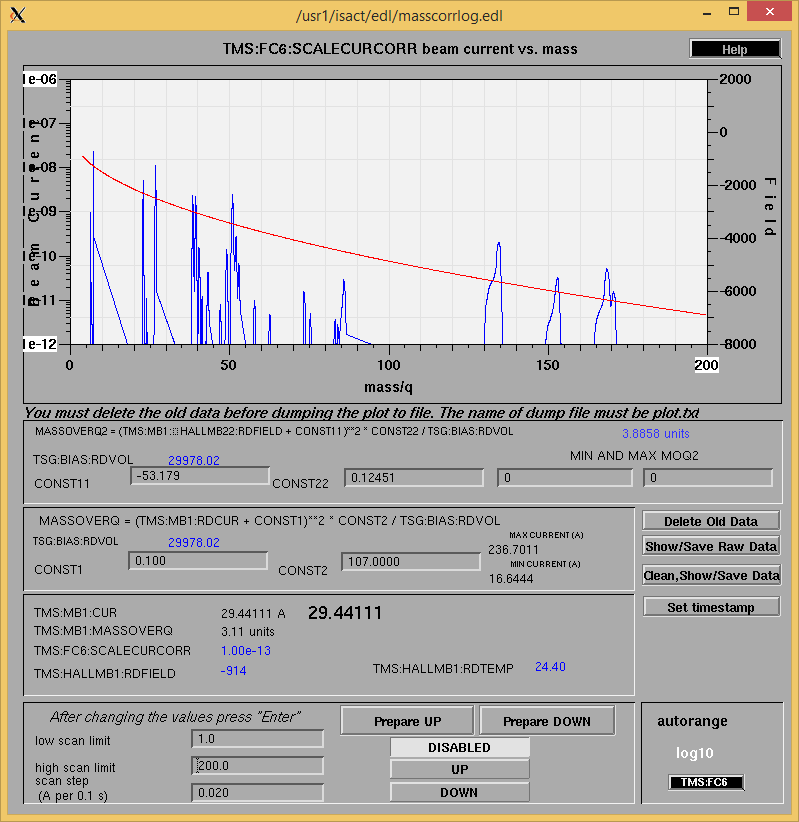 /usr1/isact/edl/masscorrlog.edl
TMS:FC6:SCALECURCORR beam current vs. mass
Help
1e-06
1e-07
1e-08
1e-09
1e-10
1e-11
1e-12
Beam Current
2000
0
-2000
-4000
-6000
-8000
Field
0 50 100 150 200
mass/q
You must delete the old data before dumping the plot to file. The name of dump file must be plot.txt
MASSOVERQ2 = (TMS:MB1: HALLMB22:RDFIELD + CONST11)**2 * CONST22 / TSG:BIAS:RDVOL
3.8858 units
TSG:BIAS:RDVOL 29978.02 MIN AND MAX MOQ2
CONST11 -53.179 CONST22 0.12451 0 0
MASSOVERQ = (TMS:MB1:RDCUR + CONST1)**2 * CONST2 / TSG:BIAS:RDVOL
TSG:BIAS:RDVOL 29978.02 MAX CURRENT (A)
236.7011
CONST1 0.100 CONST2 107.0000 MIN CURRENT (A)
16.6444
Delete Old Data
Show/Save Raw Data
Clean,Show/Save Data
Set timestamp
TMS:MB1:CUR 29.44111 A 29.44111
TMS:MB1:MASSOVERQ 3.11 units
TMS:FC6:SCALECURCORR 1.00e-13
TMS:HALLMB1:RDFIELD -914 TMS:HALLMB1:RDTEMP 24.40
After changing the values press "Enter"
low scan limit 1.0
high scan limit 200.0
scan step
(A per 0.1 s) 0.020
Prepare UP Prepare DOWN
DISABLED
UP
DOWN
autorange
log10
TMS:FC6